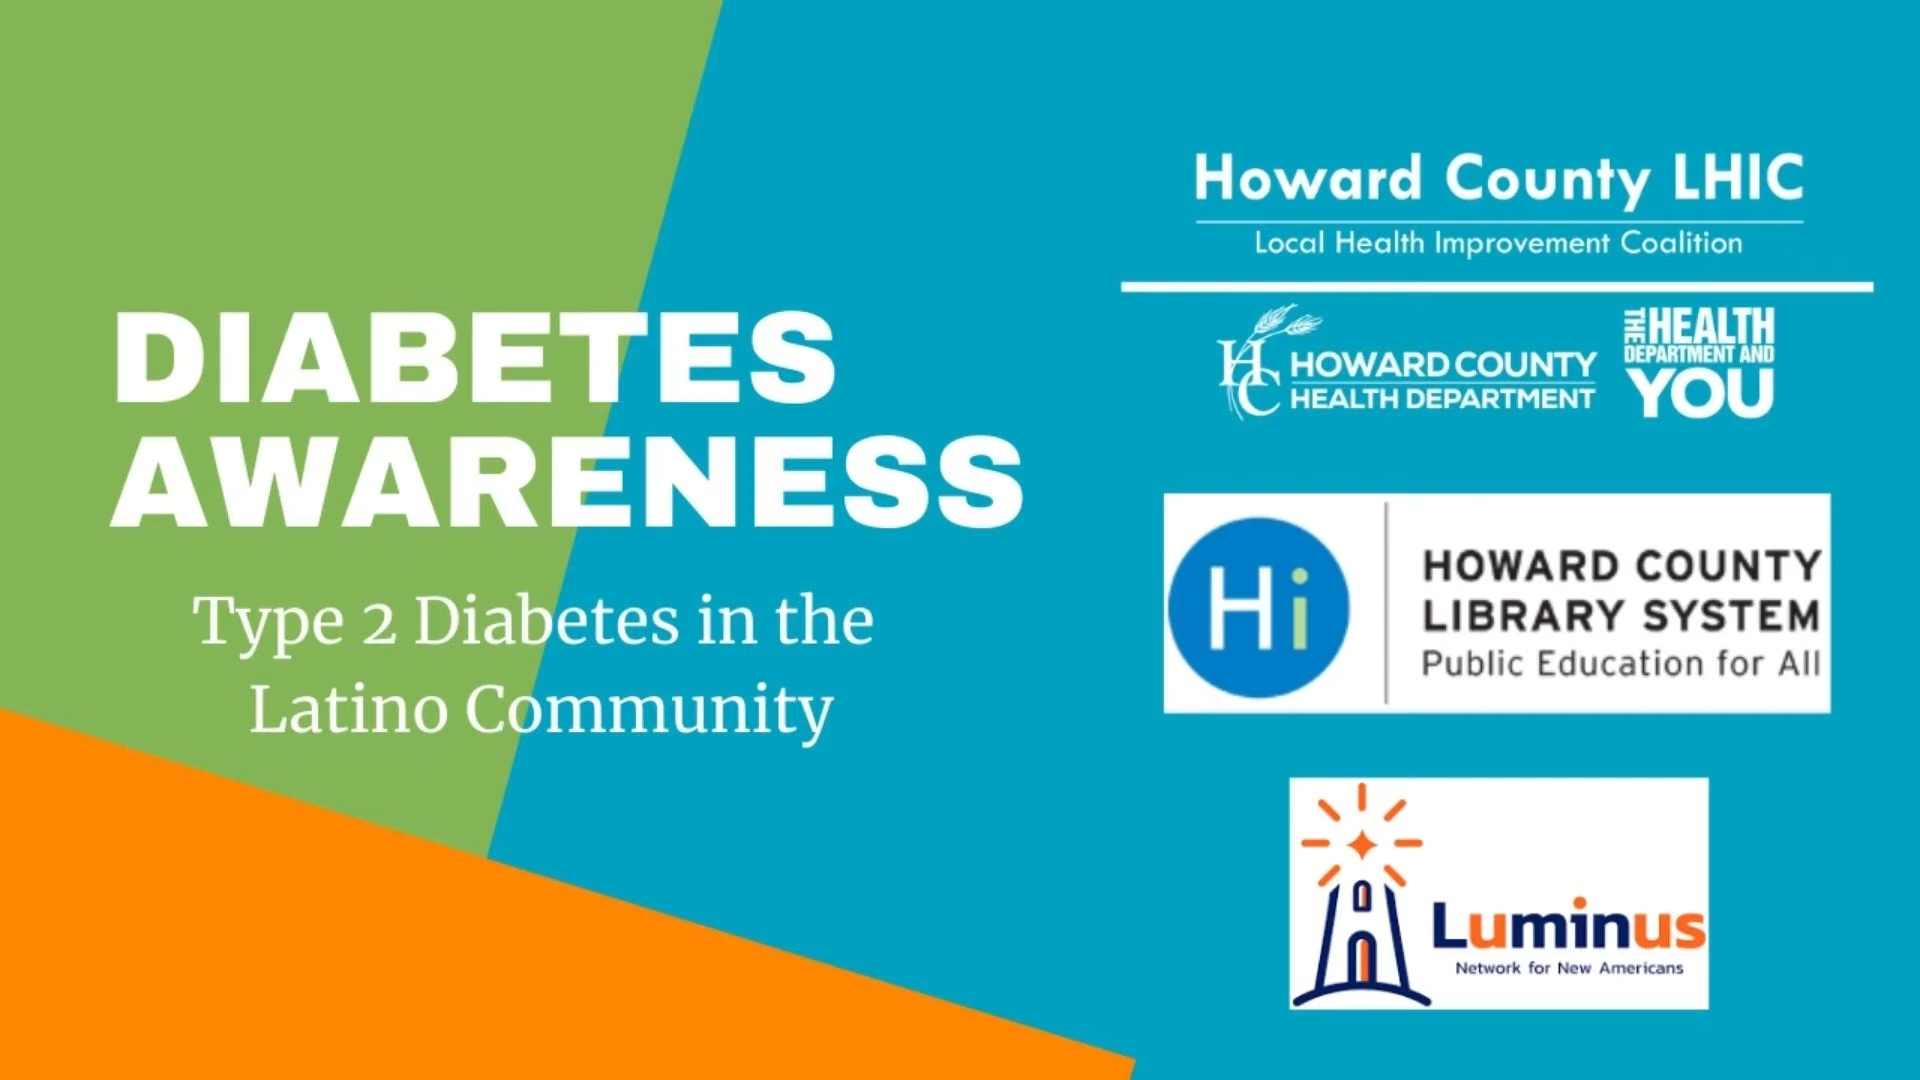 DIABETES
AWARENESS
Type 2 Diabetes in the
Latino Community
Howard County LHIC
Local Health Improvement Coalition
HC
HOWARD COUNTY
HEALTH DEPARTMENT
THE HEALTH
DEPARTMENT AND
YOU
Hi
HOWARD COUNTY
LIBRARY SYSTEM
Public Education for All
Luminus
Network for New Americans